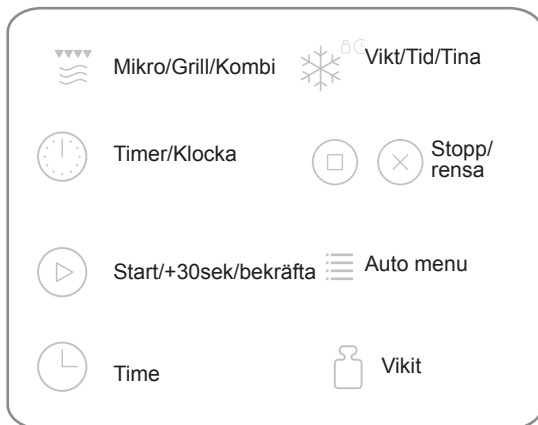 Mikro/Grill/Kombi
Vikt/Tid/Tina
Timer/Klocka
Stopp/
rensa
Start/+30sek/bekräfta
Auto menu
Time
Vikit